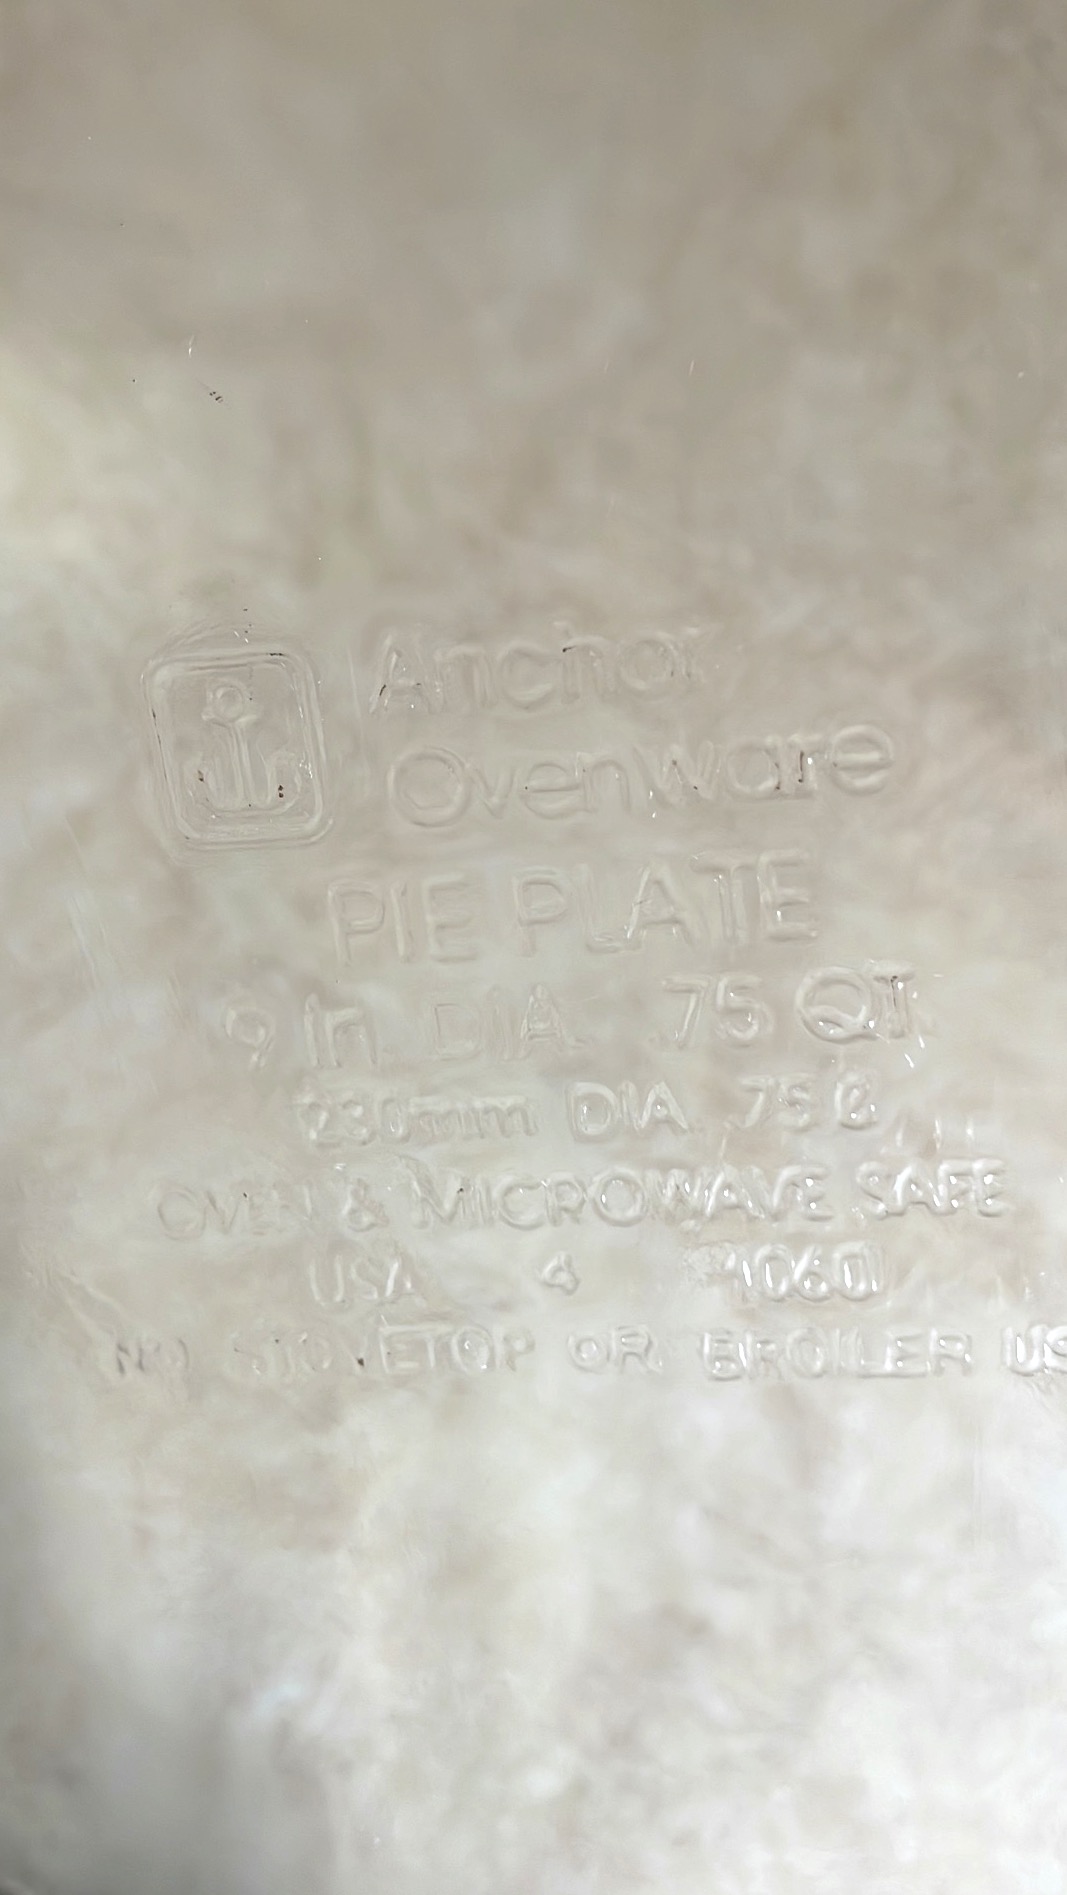 Anchor
Ovenware
PIE PLATE
9 in. DIA. .75 QT.
230mm DIA. .75 ℓ
OVEN & MICROWAVE SAFE
USA 4
NO STOVETOP OR BROILER US